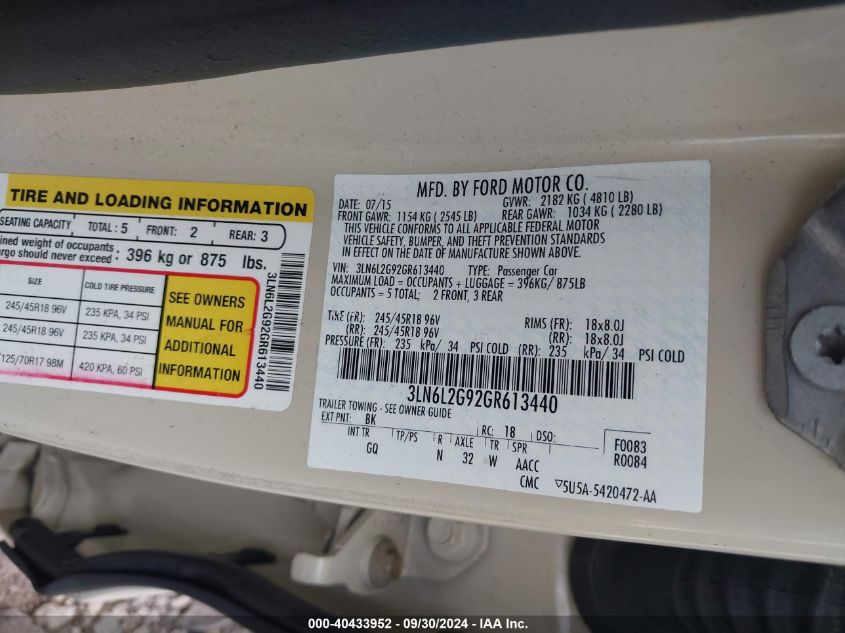 TIRE AND LOADING INFORMATION
SEATING CAPACITY TOTAL : 5 FRONT: 2 REAR: 3
weight of occupants
should never exceed : 396 kg or 875 lbs.
SIZE COLD TIRE PRESSURE
245/45R18 96V 235 KPA, 34 PSI
245/45R18 96V 235 KPA, 34 PSI
125/70R17 98M 420 KPA, 60 PSI
SEE OWNERS
MANUAL FOR
ADDITIONAL
INFORMATION
3LN6L2G92GR613440
MFD. BY FORD MOTOR CO.
DATE: 07/15 GVWR: 2182 KG ( 4810 LB)
FRONT GAWR: 1154 KG ( 2545 LB) REAR GAWR: 1034 KG ( 2280 LB)
THIS VEHICLE CONFORMS TO ALL APPLICABLE FEDERAL MOTOR
VEHICLE SAFETY, BUMPER, AND THEFT PREVENTION STANDARDS
IN EFFECT ON THE DATE OF MANUFACTURE SHOWN ABOVE.
VIN: 3LN6L2G92GR613440 TYPE: Passenger Car
MAXIMUM LOAD = OCCUPANTS + LUGGAGE = 396KG/ 875LB
OCCUPANTS = 5 TOTAL; 2 FRONT, 3 REAR
TIRE (FR): 245/45R18 96V RIMS (FR): 18x8.0J
(RR): 245/45R18 96V (RR): 18x8.0J
PRESSURE (FR): 235 kPa/ 34 PSI COLD (RR): 235 kPa/ 34 PSI COLD
3LN6L2G92GR613440
TRAILER TOWING - SEE OWNER GUIDE
EXT PNT: BK RC: 18 DSO: F0083
INT TR TP/PS R AXLE TR SPR R0084
GQ N 32 W AACC
CMC ▽5U5A-5420472-AA
000-40433952 - 09/30/2024 - IAA Inc.